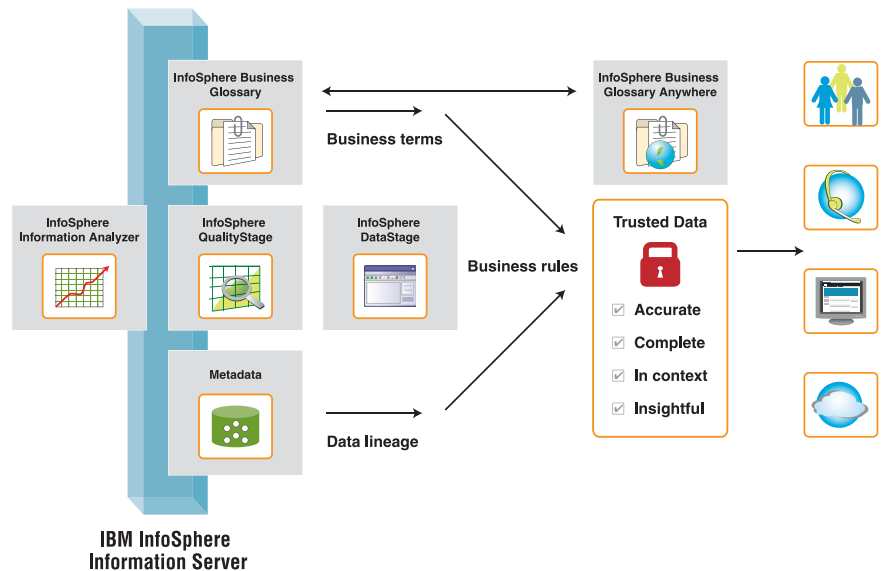 InfoSphere Business
Glossary
InfoSphere Business
Glossary Anywhere
Business terms
InfoSphere
Information Analyzer
InfoSphere
QualityStage
InfoSphere
DataStage
Business rules
Trusted Data
Accurate
Complete
In context
Insightful
Metadata
Data lineage
IBM InfoSphere
Information Server